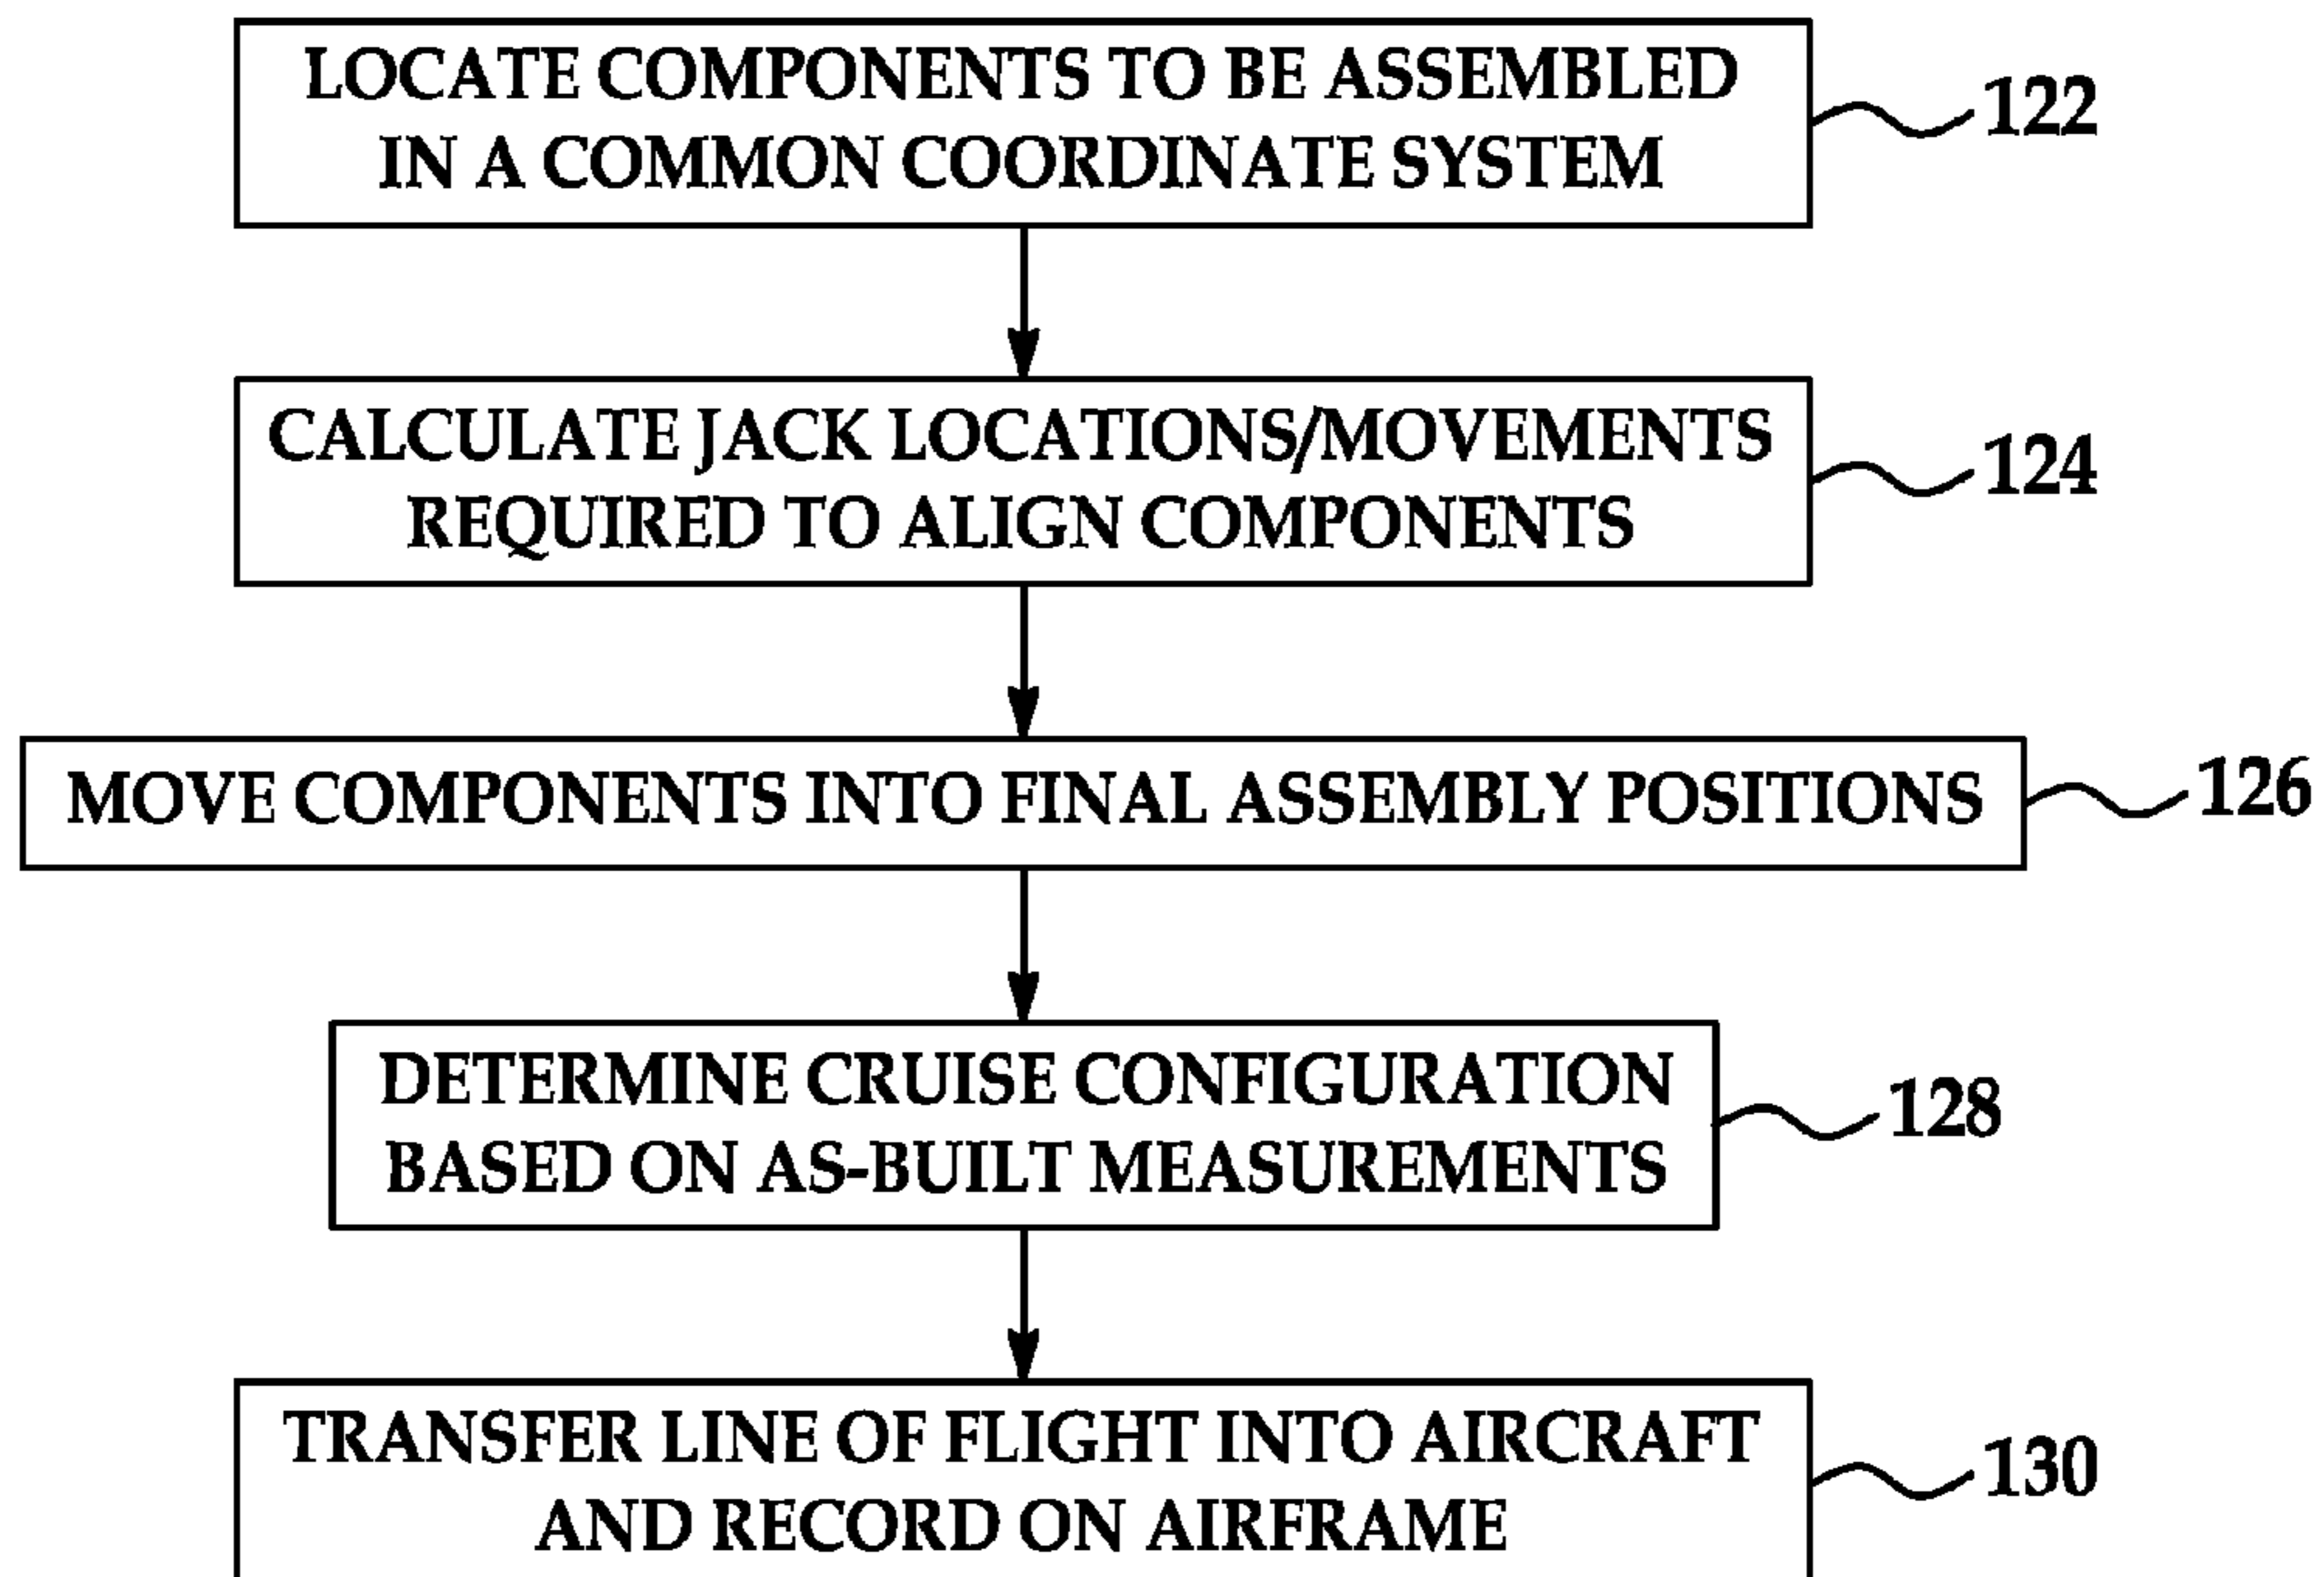 LOCATE COMPONENTS TO BE ASSEMBLED
IN A COMMON COORDINATE SYSTEM
122
CALCULATE JACK LOCATIONS/MOVEMENTS
REQUIRED TO ALIGN COMPONENTS
124
MOVE COMPONENTS INTO FINAL ASSEMBLY POSITIONS
126
DETERMINE CRUISE CONFIGURATION
BASED ON AS-BUILT MEASUREMENTS
128
TRANSFER LINE OF FLIGHT INTO AIRCRAFT
AND RECORD ON AIRFRAME
130